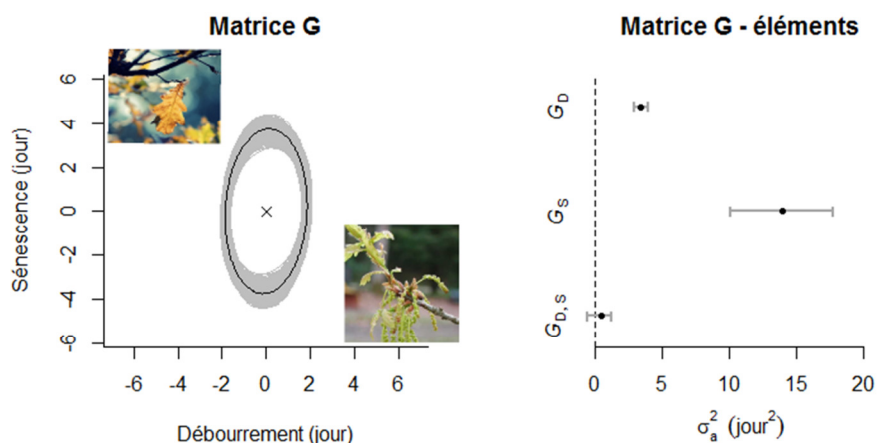 Matrice G
Sénescence (jour)
6
4
2
0
-2
-4
-6
-6 -4 -2 0 2 4 6
Débourrement (jour)
Matrice G - éléments
G_D
G_S
G_D,S
0 5 10 15 20
σ²ₐ (jour²)